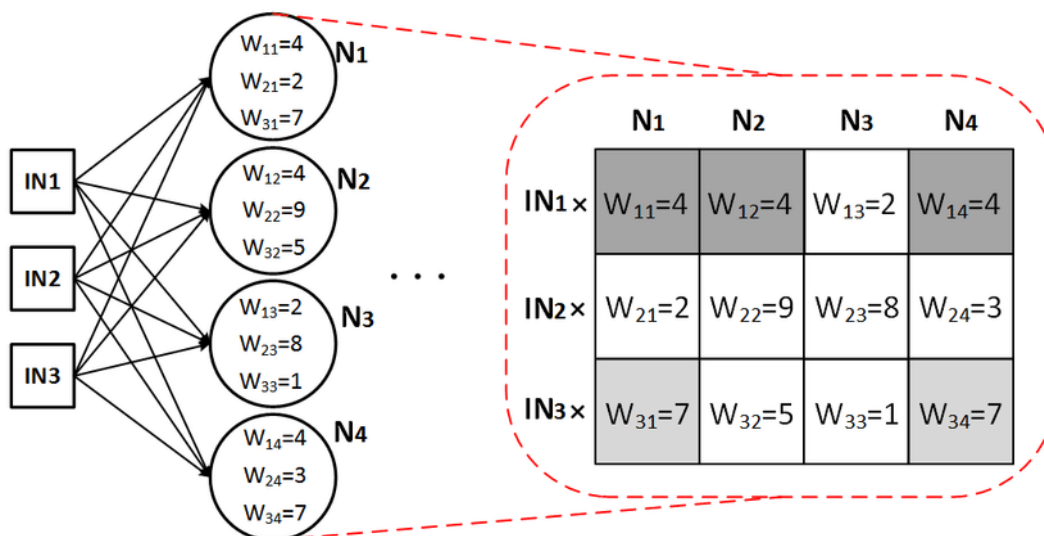 W₁₁=4
W₂₁=2
W₃₁=7
N₁
IN1
IN2
IN3
W₁₂=4
W₂₂=9
W₃₂=5
N₂
W₁₃=2
W₂₃=8
W₃₃=1
N₃
W₁₄=4
W₂₄=3
W₃₄=7
N₄
. . .
N₁ N₂ N₃ N₄
IN₁× W₁₁=4 W₁₂=4 W₁₃=2 W₁₄=4
IN₂× W₂₁=2 W₂₂=9 W₂₃=8 W₂₄=3
IN₃× W₃₁=7 W₃₂=5 W₃₃=1 W₃₄=7